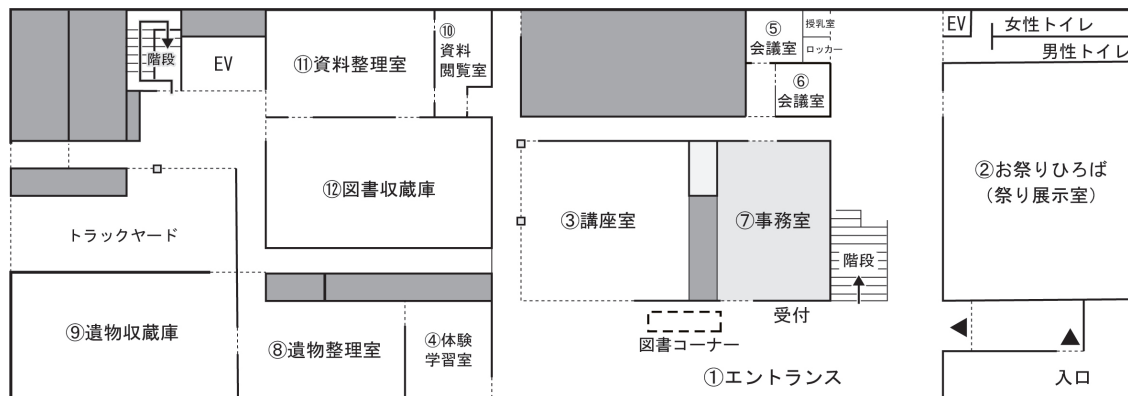 階段
EV
⑪資料整理室
⑩
資料
閲覧室
⑤
会議室
授乳室
ロッカー
⑥
会議室
EV
女性トイレ
男性トイレ
②お祭りひろば
(祭り展示室)
⑫図書収蔵庫
③講座室
⑦事務室
階段
トラックヤード
⑨遺物収蔵庫
⑧遺物整理室
④体験
学習室
受付
図書コーナー
①エントランス
入口